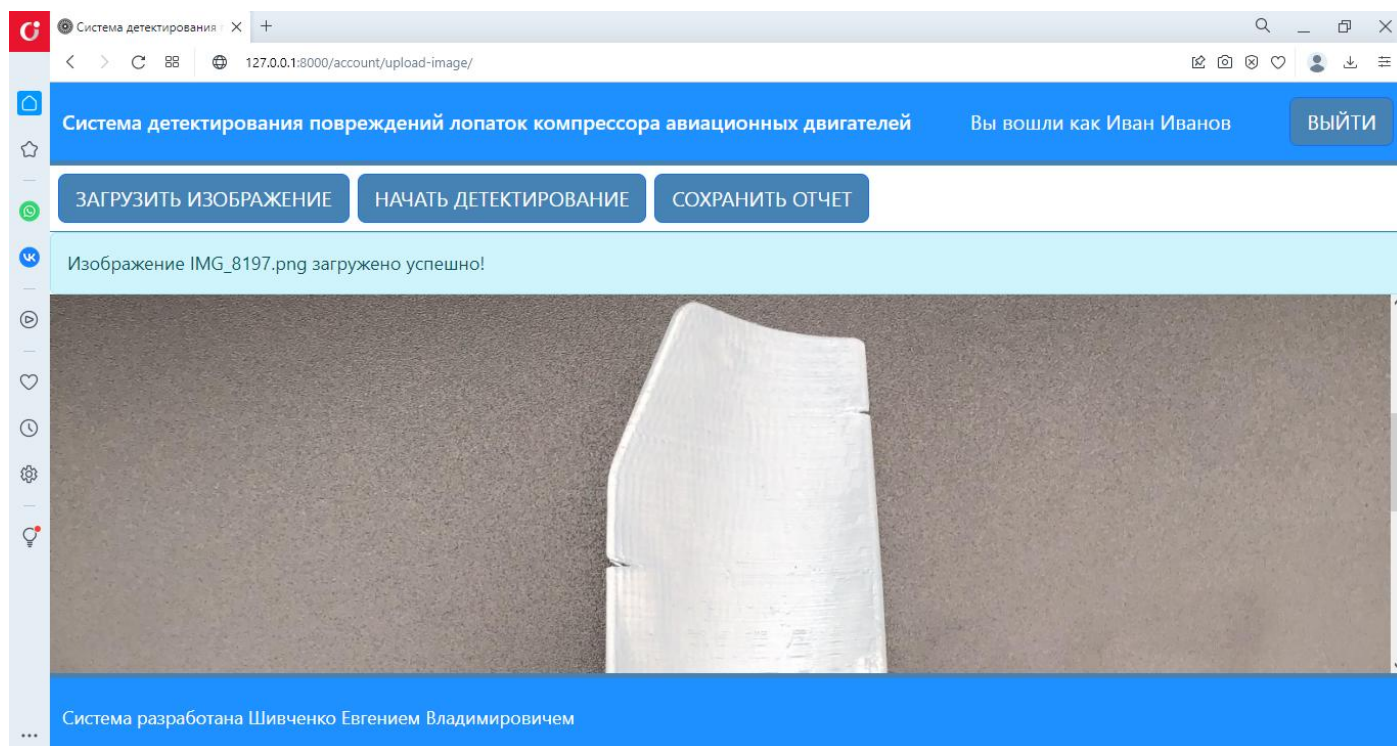 Система детектирования
127.0.0.1:8000/account/upload-image/
Система детектирования повреждений лопаток компрессора авиационных двигателей
Вы вошли как Иван Иванов
ВЫЙТИ
ЗАГРУЗИТЬ ИЗОБРАЖЕНИЕ
НАЧАТЬ ДЕТЕКТИРОВАНИЕ
СОХРАНИТЬ ОТЧЕТ
Изображение IMG_8197.png загружено успешно!
Система разработана Шивченко Евгением Владимировичем